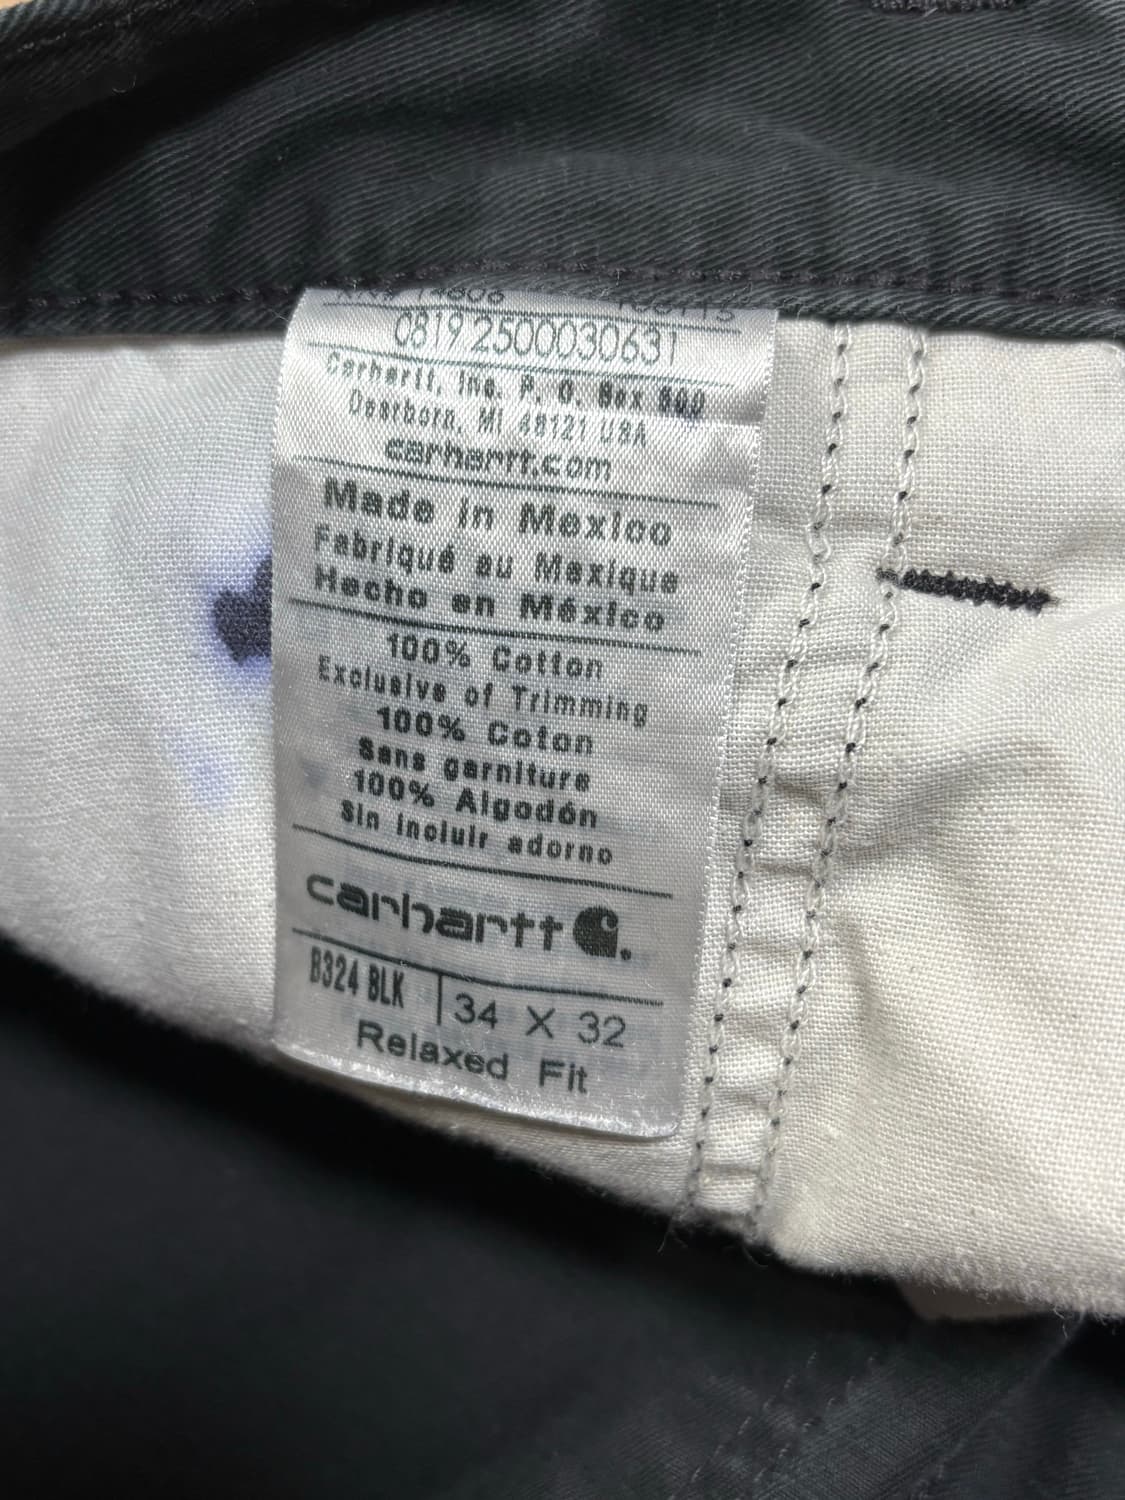 RN# 14806
0819 2500030631
Carhartt, Inc. P. O. Box 600
Dearborn, MI 48121 USA
carhartt.com
Made in Mexico
Fabriqué au Mexique
Hecho en México
100% Cotton
Exclusive of Trimming
100% Coton
Sans garniture
100% Algodón
Sin incluir adorno
carhartt
B324 BLK 34 X 32
Relaxed Fit